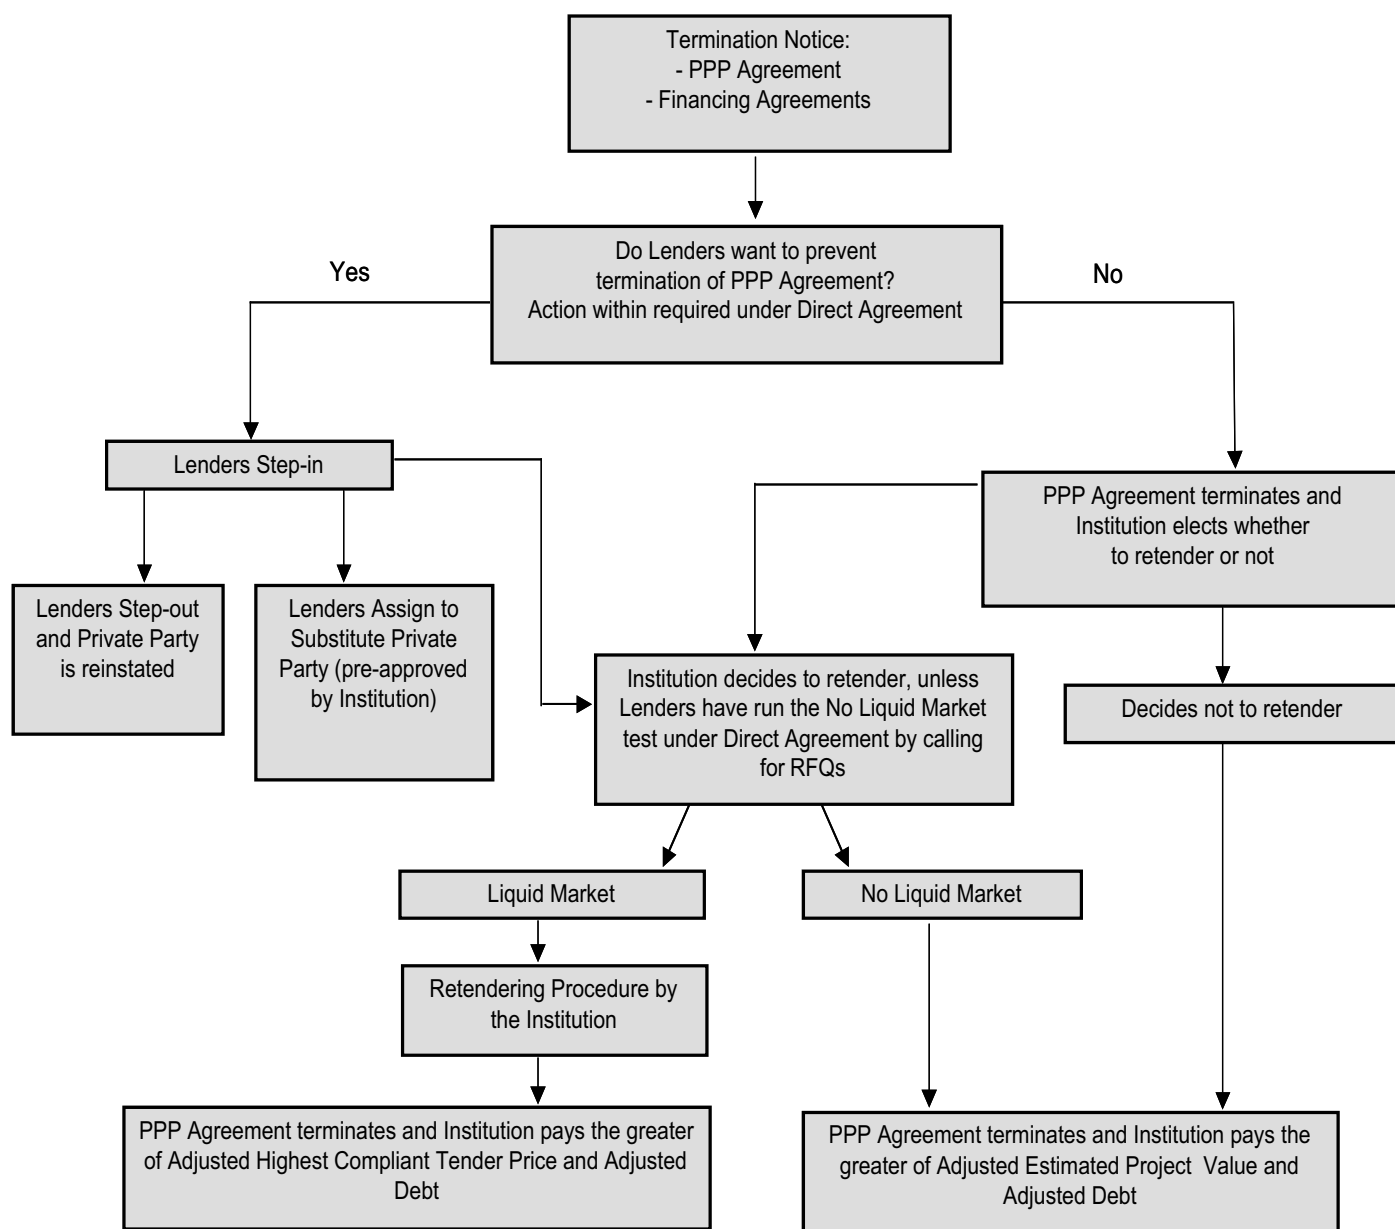 Termination Notice:
- PPP Agreement
- Financing Agreements
Do Lenders want to prevent
termination of PPP Agreement?
Action within required under Direct Agreement
Yes
No
Lenders Step-in
PPP Agreement terminates and
Institution elects whether
to retender or not
Lenders Step-out
and Private Party
is reinstated
Lenders Assign to
Substitute Private
Party (pre-approved
by Institution)
Institution decides to retender, unless
Lenders have run the No Liquid Market
test under Direct Agreement by calling
for RFQs
Decides not to retender
Liquid Market
No Liquid Market
Retendering Procedure by
the Institution
PPP Agreement terminates and Institution pays the greater
of Adjusted Highest Compliant Tender Price and Adjusted
Debt
PPP Agreement terminates and Institution pays the
greater of Adjusted Estimated Project Value and
Adjusted Debt